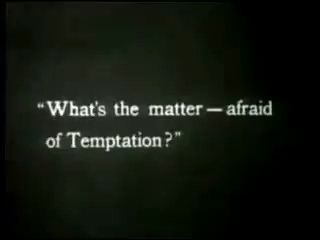 “What's the matter — afraid
of Temptation?”